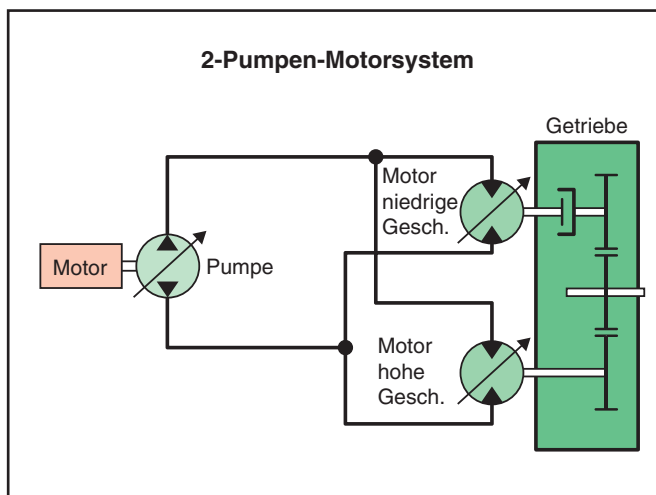 2-Pumpen-Motorsystem
Getriebe
Motor
niedrige
Gesch.
Motor
Pumpe
Motor
hohe
Gesch.